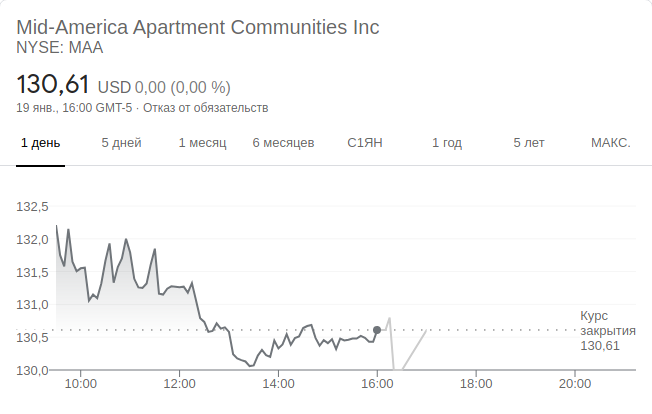 Mid-America Apartment Communities Inc
NYSE: MAA
130,61 USD 0,00 (0,00 %)
19 янв., 16:00 GMT-5 · Отказ от обязательств
1 день 5 дней 1 месяц 6 месяцев С1ЯН 1 год 5 лет МАКС.
132,5
132,0
131,5
131,0
130,5
130,0
Курс
закрытия
130,61
10:00 12:00 14:00 16:00 18:00 20:00